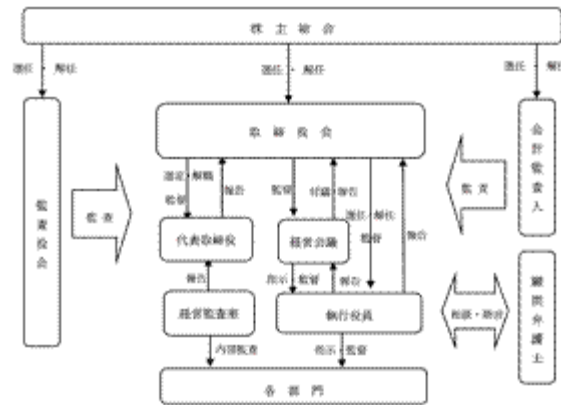 株主総会
選任・解任
選任・解任
選任・解任
取締役会
会計監査人
監査役会
監査
選定・解職
監督
報告
監督
付議・報告
選任・解任
監督
報告
監査
代表取締役
経営会議
報告
指示・監督
報告
経営監査室
執行役員
相談・助言
顧問弁護士
内部監査
指示・監督
各部門